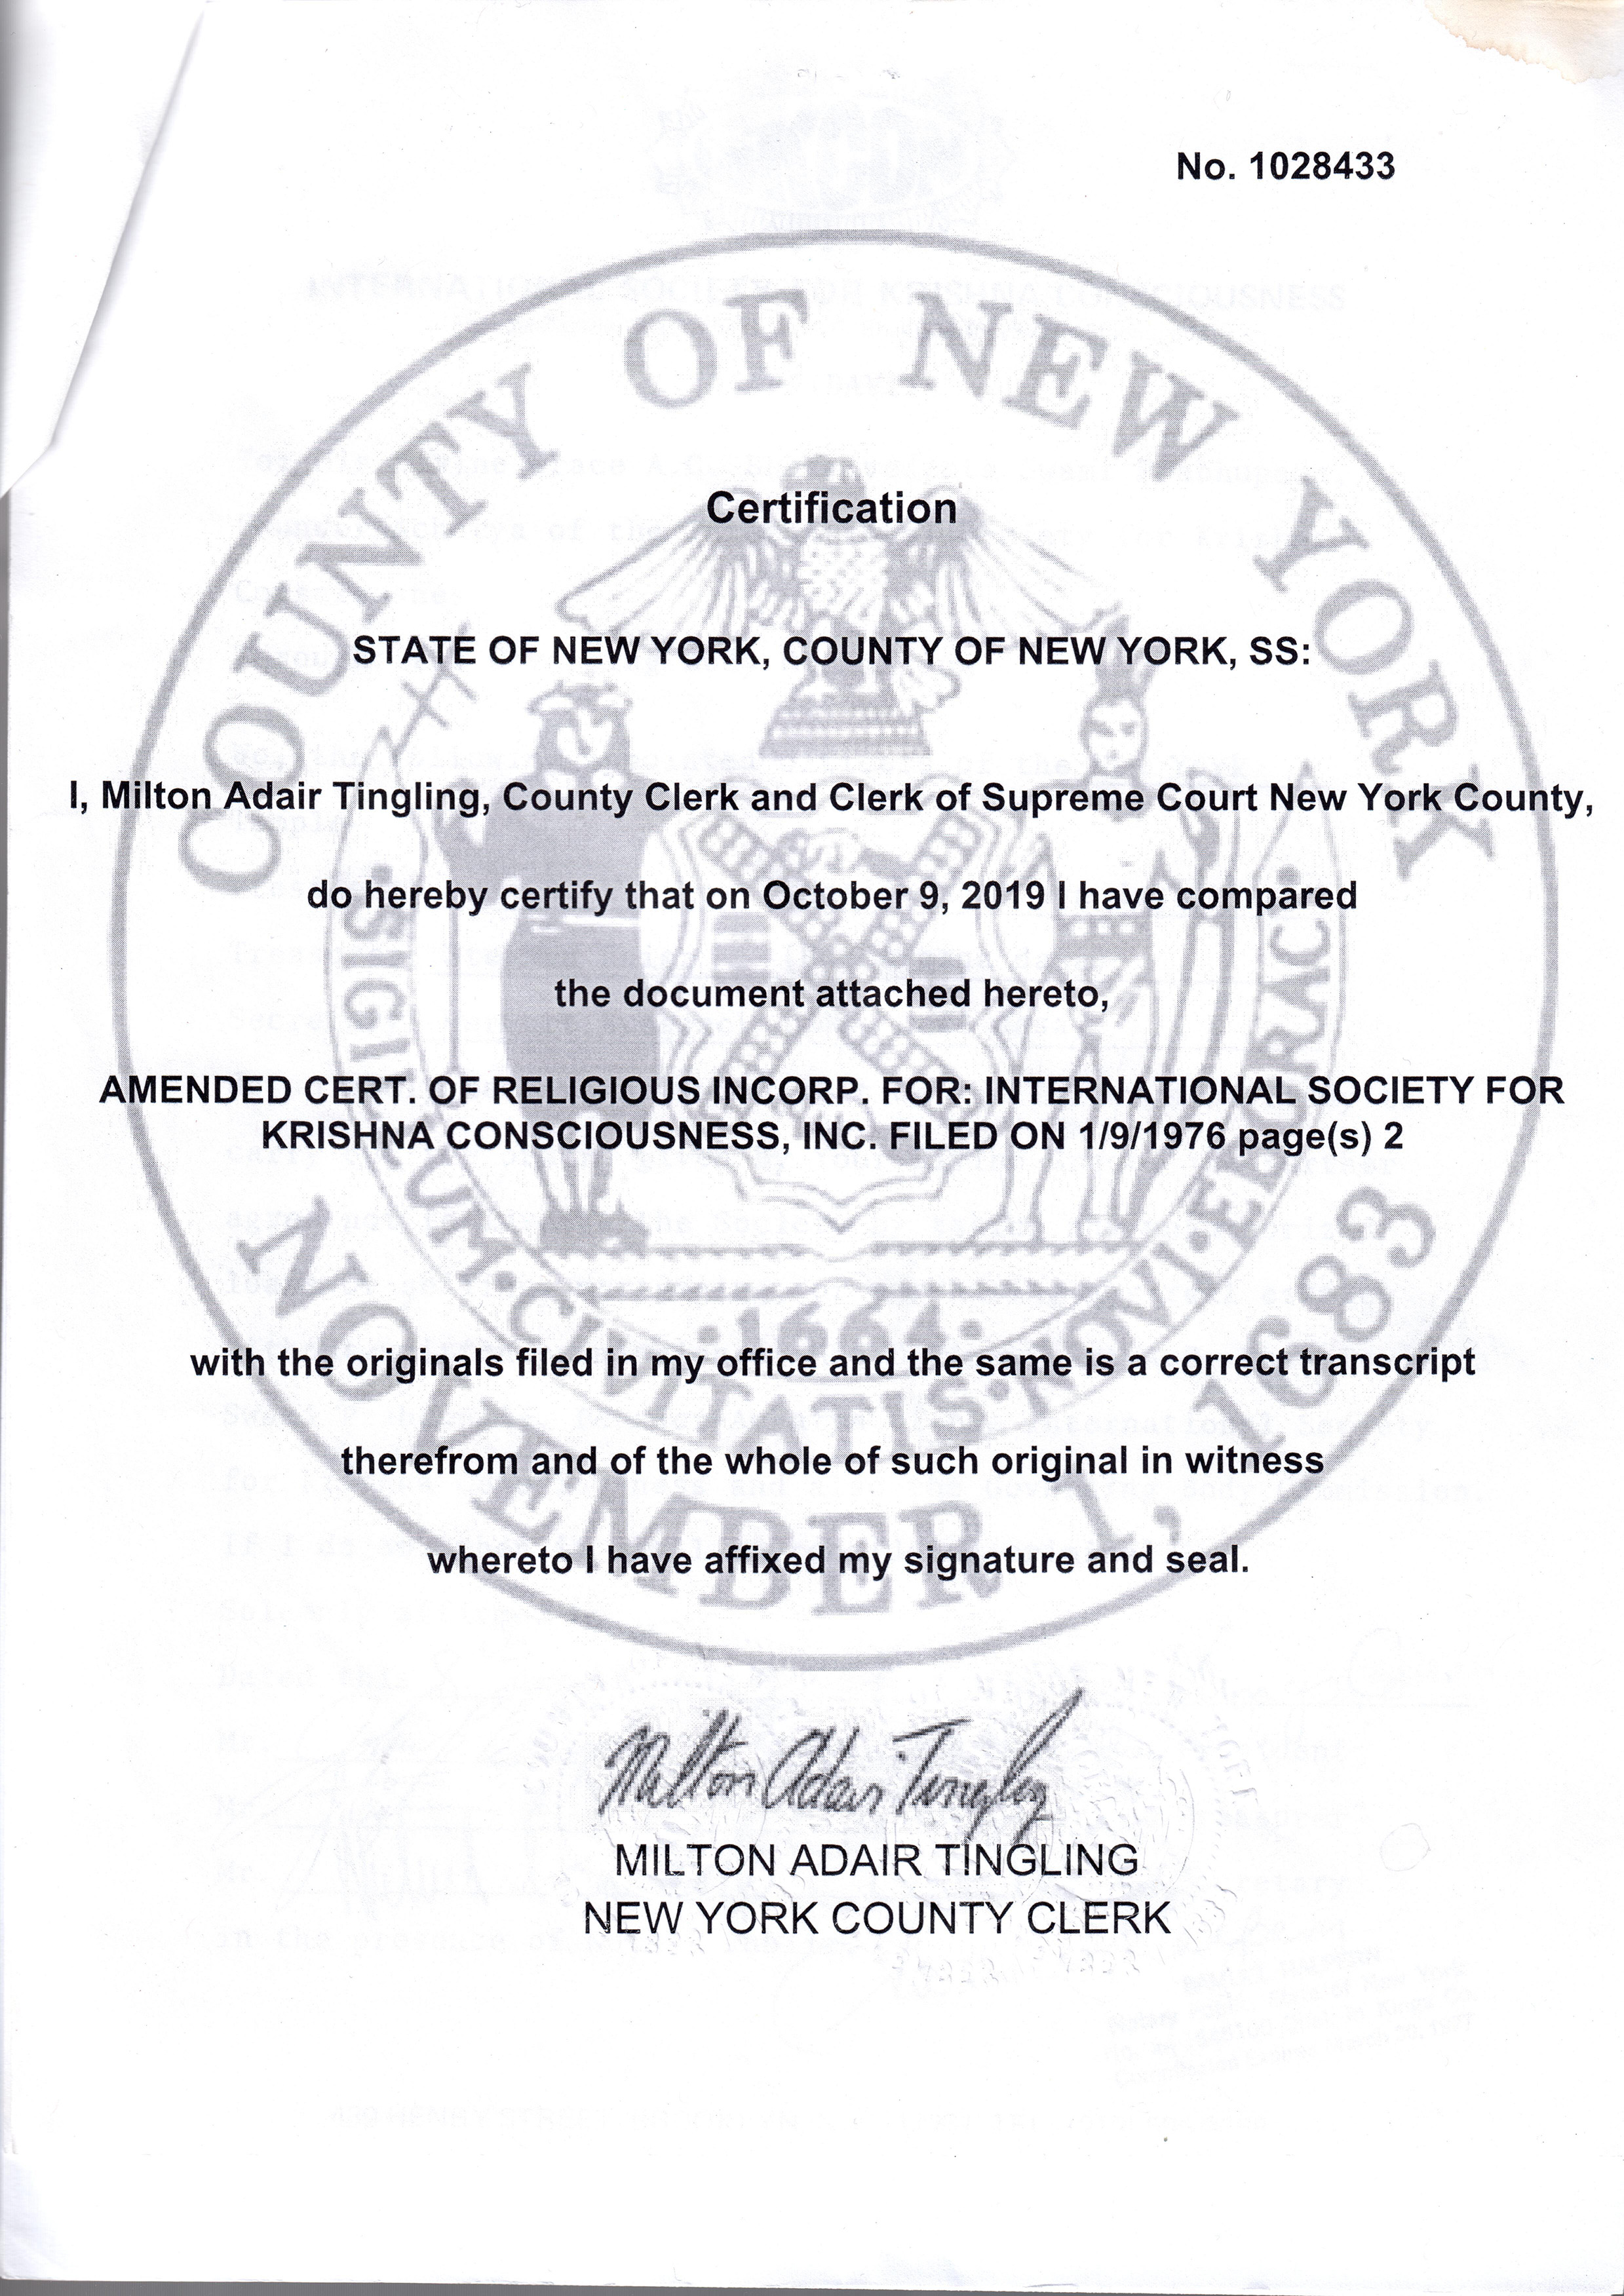 No. 1028433
COUNTY OF NEW YORK
Certification
STATE OF NEW YORK, COUNTY OF NEW YORK, SS:
I, Milton Adair Tingling, County Clerk and Clerk of Supreme Court New York County,
do hereby certify that on October 9, 2019 I have compared
the document attached hereto,
AMENDED CERT. OF RELIGIOUS INCORP. FOR: INTERNATIONAL SOCIETY FOR
KRISHNA CONSCIOUSNESS, INC. FILED ON 1/9/1976 page(s) 2
with the originals filed in my office and the same is a correct transcript
therefrom and of the whole of such original in witness
whereto I have affixed my signature and seal.
SIGILLUM • CIVITATIS • NOVI • EBORAC •
• 1664 •
NOVEMBER 1, 1683
Milton Adair Tingling
MILTON ADAIR TINGLING
NEW YORK COUNTY CLERK